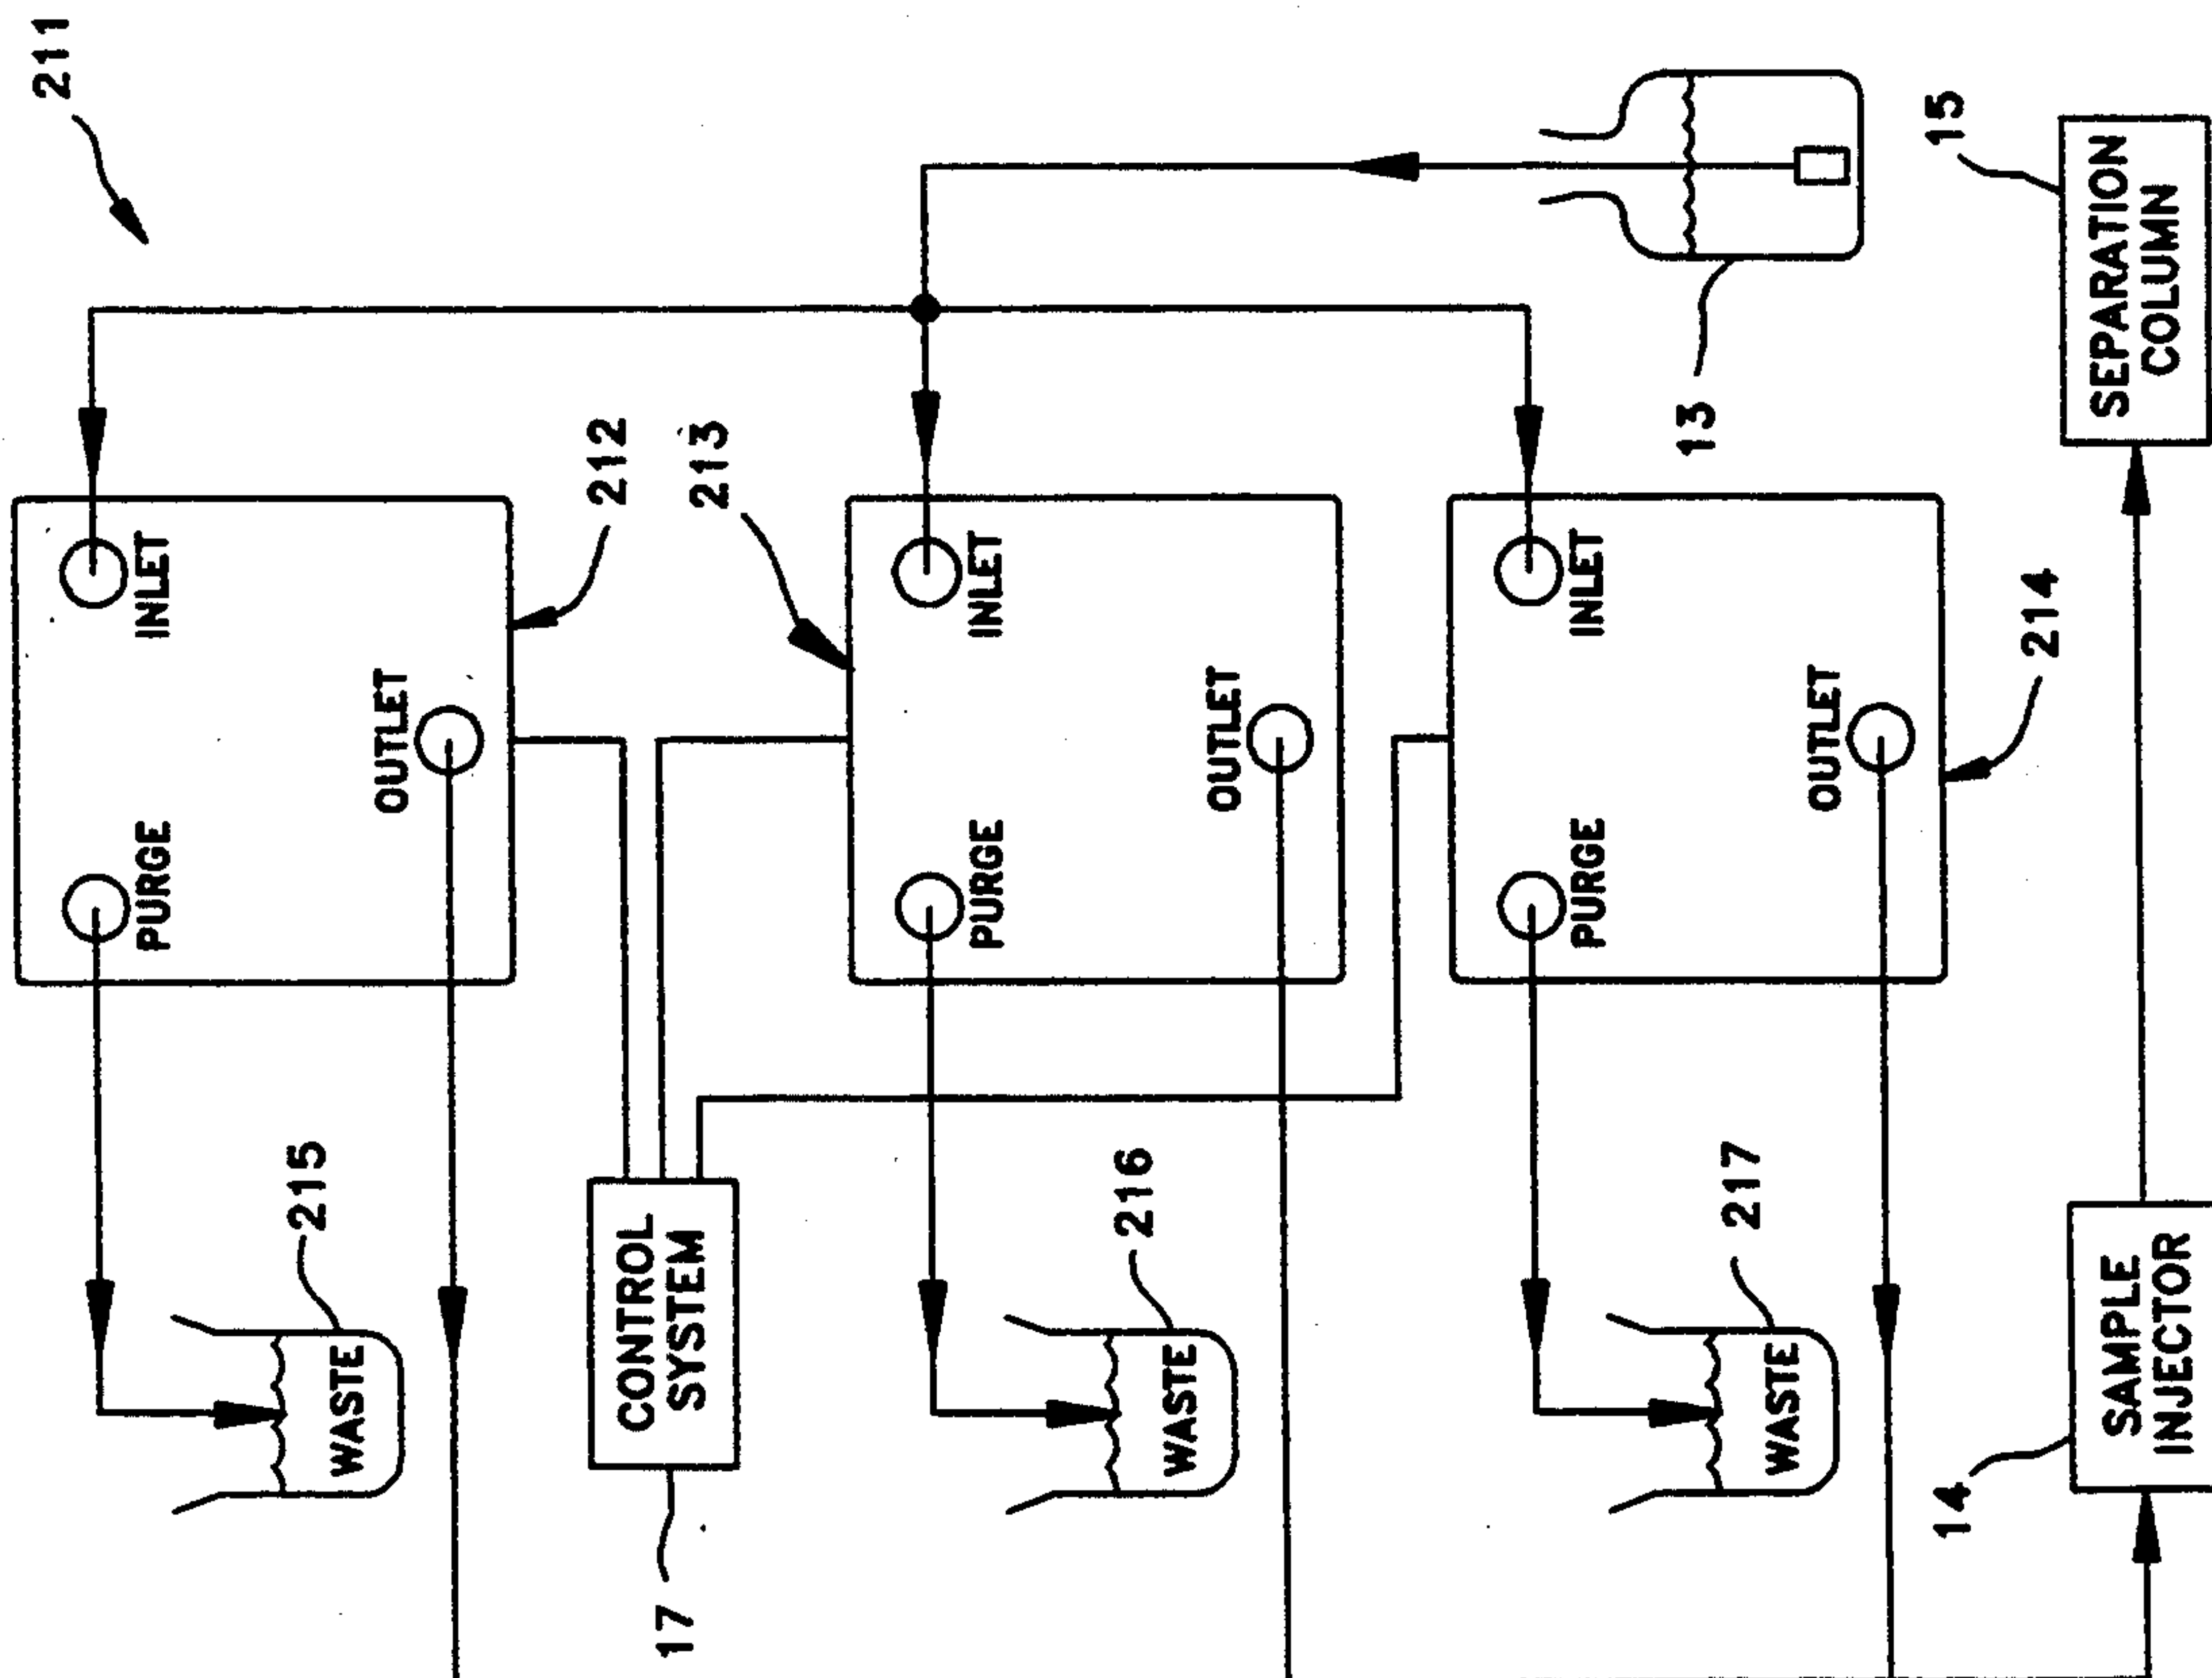 211
INLET
PURGE
OUTLET
212
215
213
CONTROL
SYSTEM
17
INLET
PURGE
OUTLET
216
WASTE
WASTE
INLET
PURGE
OUTLET
13
214
217
WASTE
15
SEPARATION
COLUMN
14
SAMPLE
INJECTOR